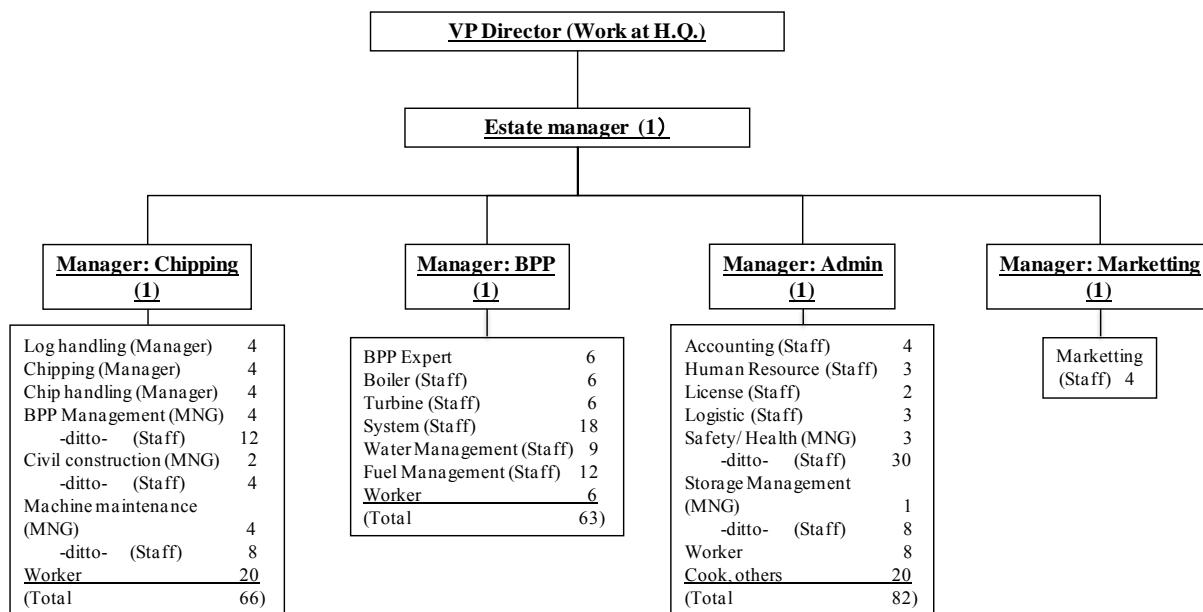 VP Director (Work at H.Q.)
Estate manager (1）
Manager: Chipping
(1)
Log handling (Manager) 4
Chipping (Manager) 4
Chip handling (Manager) 4
BPP Management (MNG) 4
-ditto- (Staff) 12
Civil construction (MNG) 2
-ditto- (Staff) 4
Machine maintenance
(MNG) 4
-ditto- (Staff) 8
Worker 20
(Total 66)
Manager: BPP
(1)
BPP Expert 6
Boiler (Staff) 6
Turbine (Staff) 6
System (Staff) 18
Water Management (Staff) 9
Fuel Management (Staff) 12
Worker 6
(Total 63)
Manager: Admin
(1)
Accounting (Staff) 4
Human Resource (Staff) 3
License (Staff) 2
Logistic (Staff) 3
Safety/ Health (MNG) 3
-ditto- (Staff) 30
Storage Management
(MNG) 1
-ditto- (Staff) 8
Worker 8
Cook, others 20
(Total 82)
Manager: Marketting
(1)
Marketting
(Staff) 4